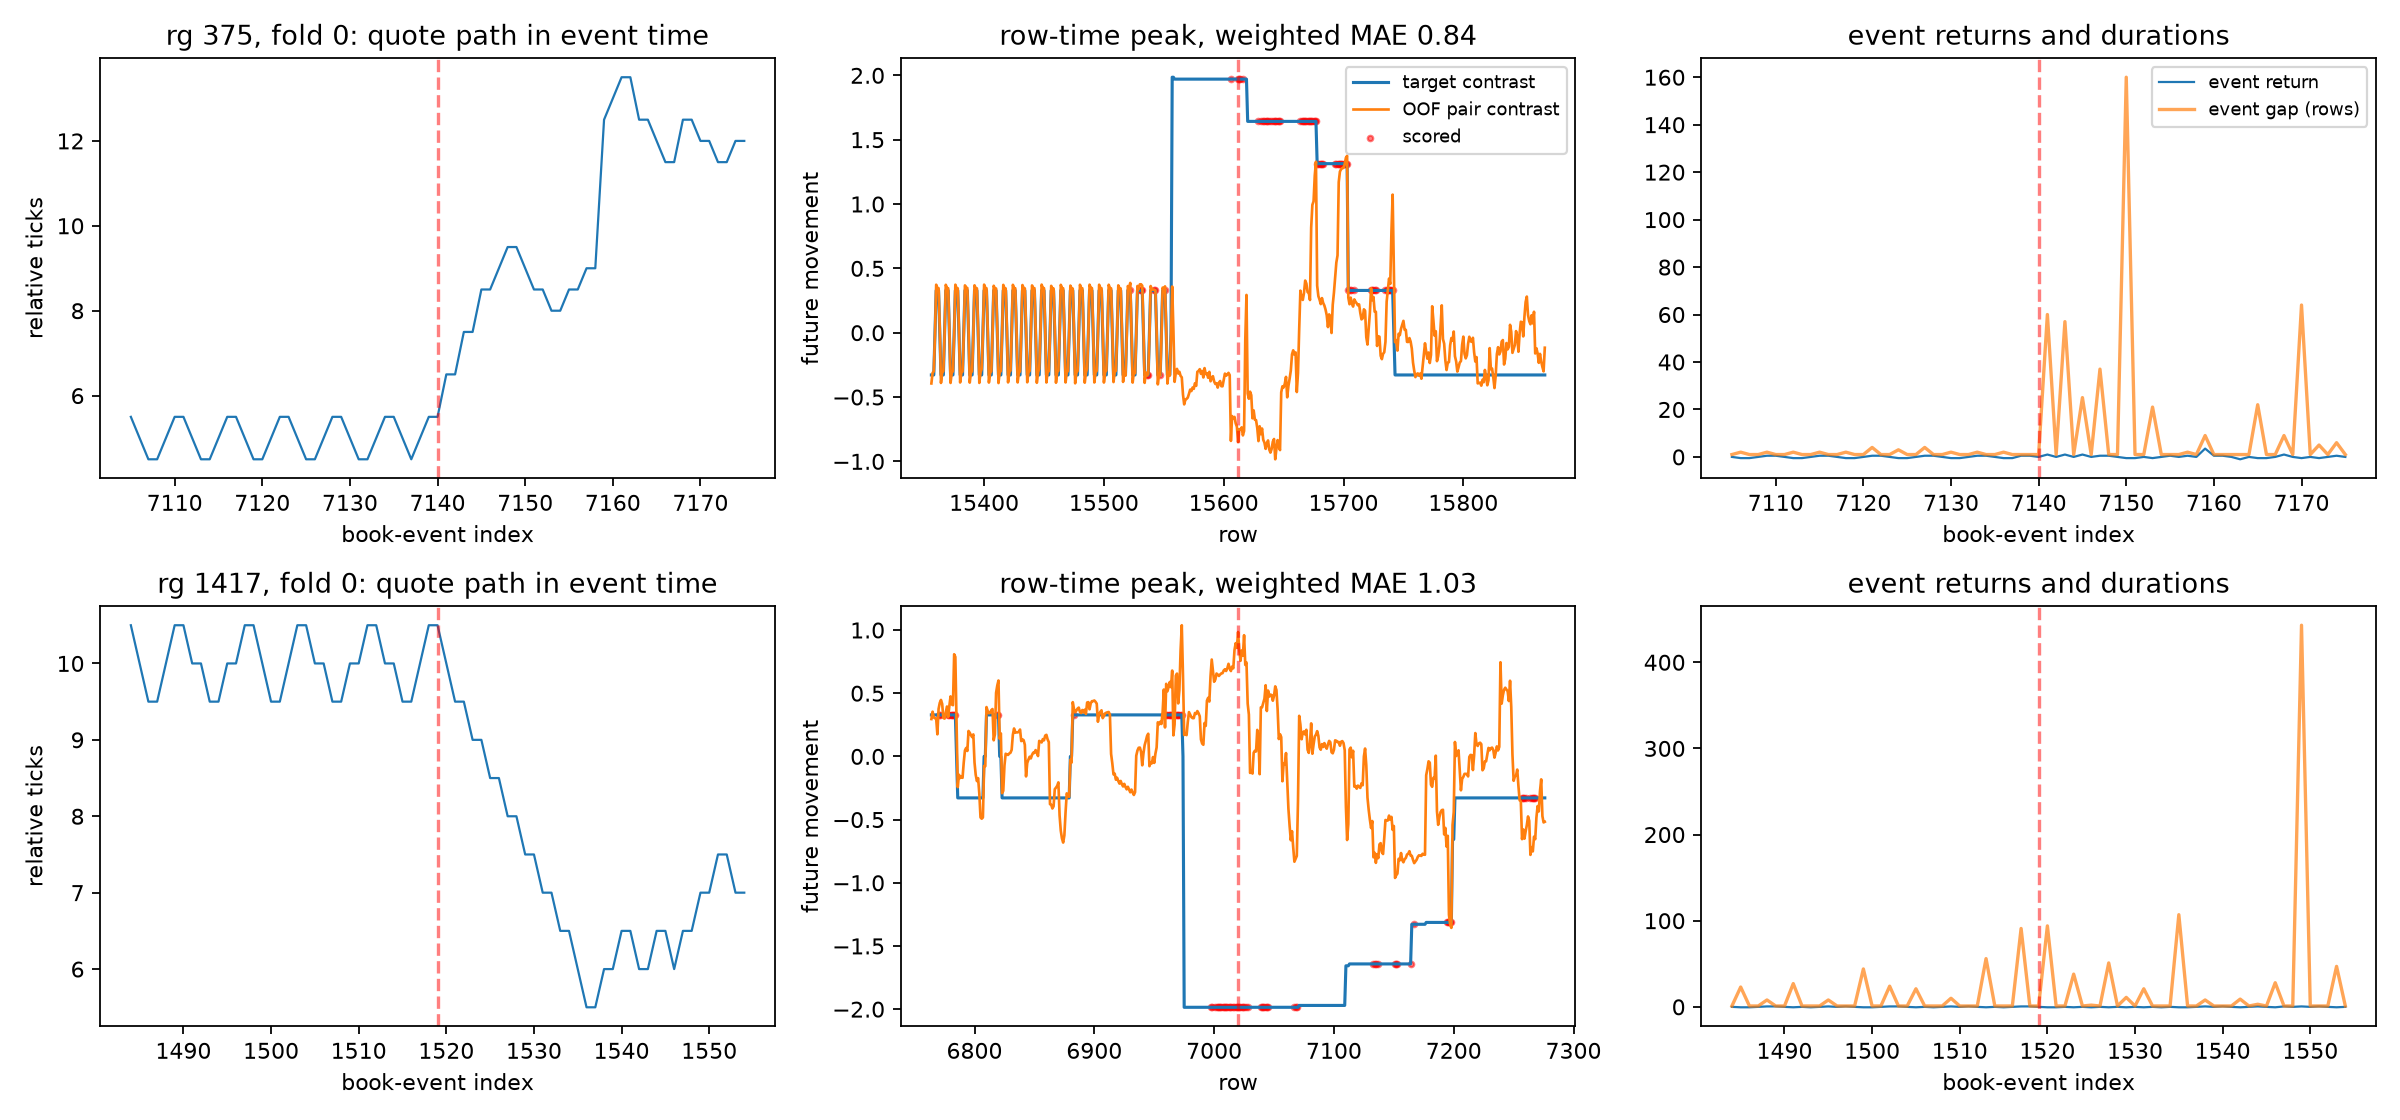 rg 375, fold 0: quote path in event time
relative ticks
12
10
8
6
7110 7120 7130 7140 7150 7160 7170
book-event index
row-time peak, weighted MAE 0.84
future movement
2.0
1.5
1.0
0.5
0.0
−0.5
−1.0
target contrast
OOF pair contrast
scored
15400 15500 15600 15700 15800
row
event returns and durations
160
140
120
100
80
60
40
20
0
event return
event gap (rows)
7110 7120 7130 7140 7150 7160 7170
book-event index
rg 1417, fold 0: quote path in event time
relative ticks
10
9
8
7
6
1490 1500 1510 1520 1530 1540 1550
book-event index
row-time peak, weighted MAE 1.03
future movement
1.0
0.5
0.0
−0.5
−1.0
−1.5
−2.0
6800 6900 7000 7100 7200 7300
row
event returns and durations
400
300
200
100
0
1490 1500 1510 1520 1530 1540 1550
book-event index